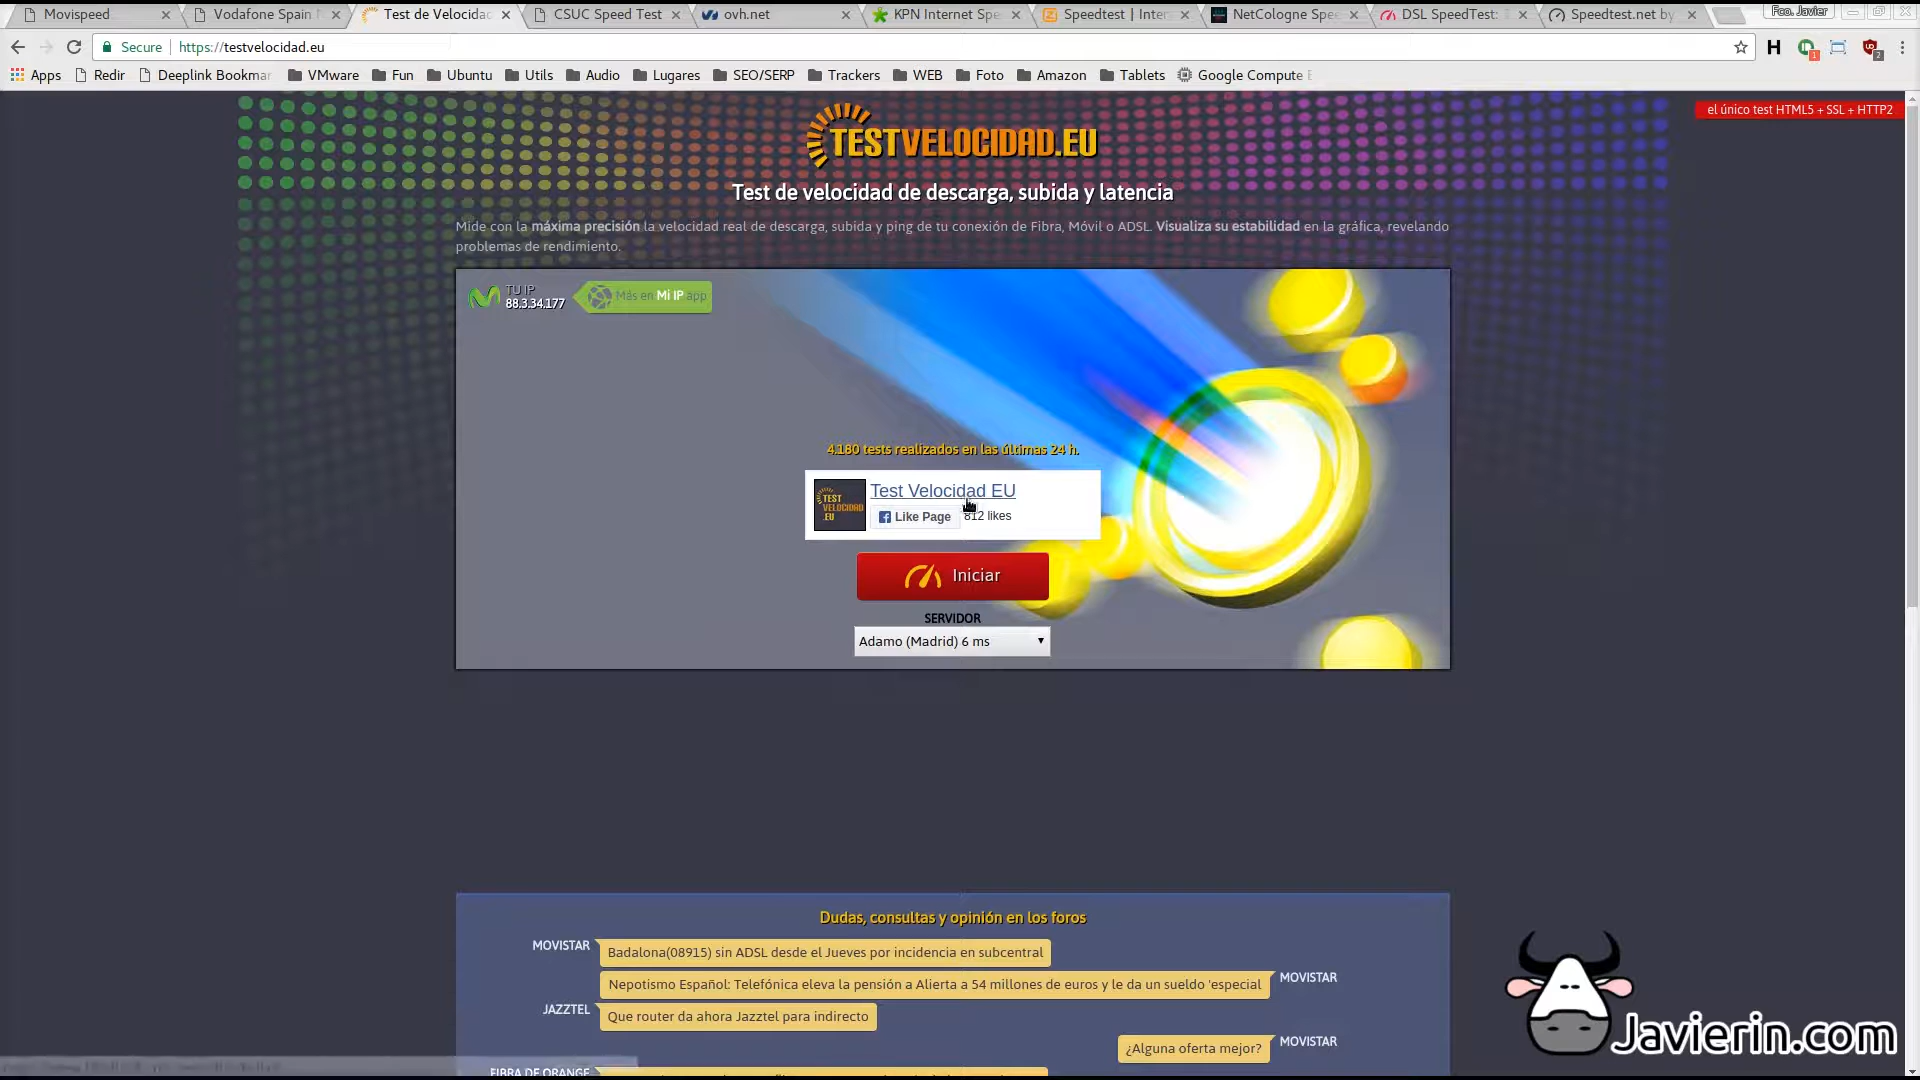 Movispeed
Vodafone Spain
Test de Velocidad
CSUC Speed Test
ovh.net
KPN Internet Spe
Speedtest | Inter
NetCologne Spe
DSL SpeedTest:
Speedtest.net by
Fco. Javier
Secure
https://testvelocidad.eu
Apps
Redir
Deeplink Bookmar
VMware
Fun
Ubuntu
Utils
Audio
Lugares
SEO/SERP
Trackers
WEB
Foto
Amazon
Tablets
Google Compute E
el único test HTML5 + SSL + HTTP2
TESTVELOCIDAD.EU
Test de velocidad de descarga, subida y latencia
Mide con la máxima precisión la velocidad real de descarga, subida y ping de tu conexión de Fibra, Móvil o ADSL. Visualiza su estabilidad en la gráfica, revelando
problemas de rendimiento.
TU IP
88.3.34.177
Más en Mi IP app
4.180 tests realizados en las últimas 24 h.
TEST VELOCIDAD .EU
Test Velocidad EU
Like Page
812 likes
Iniciar
SERVIDOR
Adamo (Madrid) 6 ms
Dudas, consultas y opinión en los foros
MOVISTAR
Badalona(08915) sin ADSL desde el Jueves por incidencia en subcentral
Nepotismo Español: Telefónica eleva la pensión a Alierta a 54 millones de euros y le da un sueldo 'especial
MOVISTAR
JAZZTEL
Que router da ahora Jazztel para indirecto
¿Alguna oferta mejor?
MOVISTAR
FIBRA DE ORANGE
Javierin.com